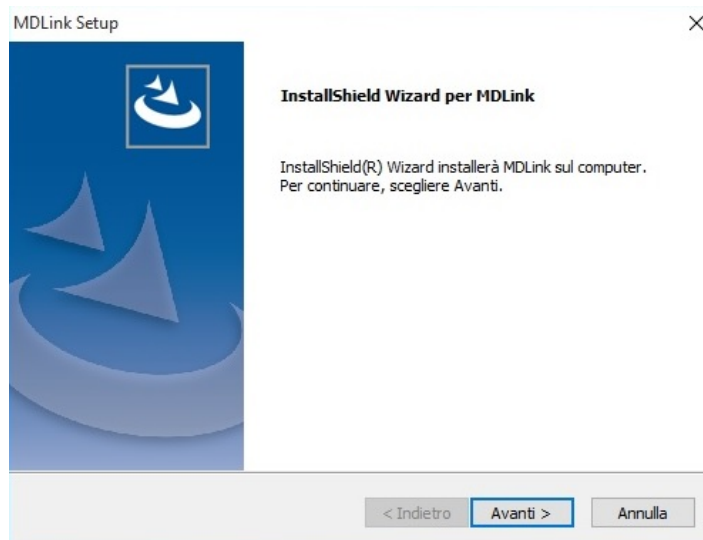 MDLink Setup
InstallShield Wizard per MDLink
InstallShield(R) Wizard installerà MDLink sul computer.
Per continuare, scegliere Avanti.
< Indietro
Avanti >
Annulla